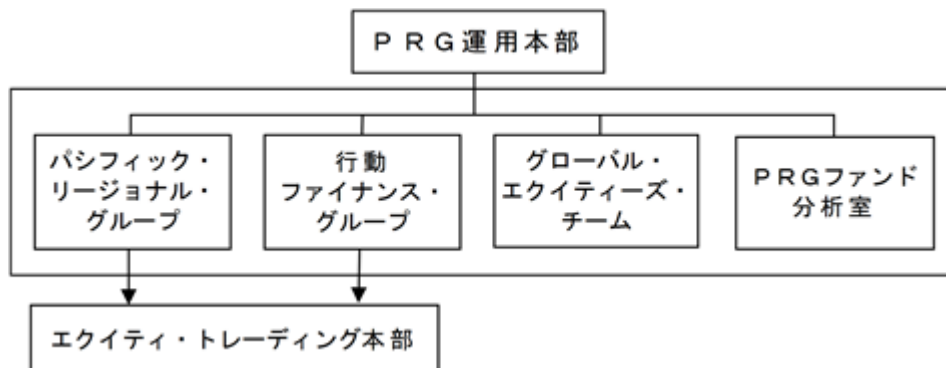 ＰＲＧ運用本部
パシフィック・
リージョナル・
グループ
行動
ファイナンス・
グループ
グローバル・
エクイティーズ・
チーム
ＰＲＧファンド
分析室
エクイティ・トレーディング本部